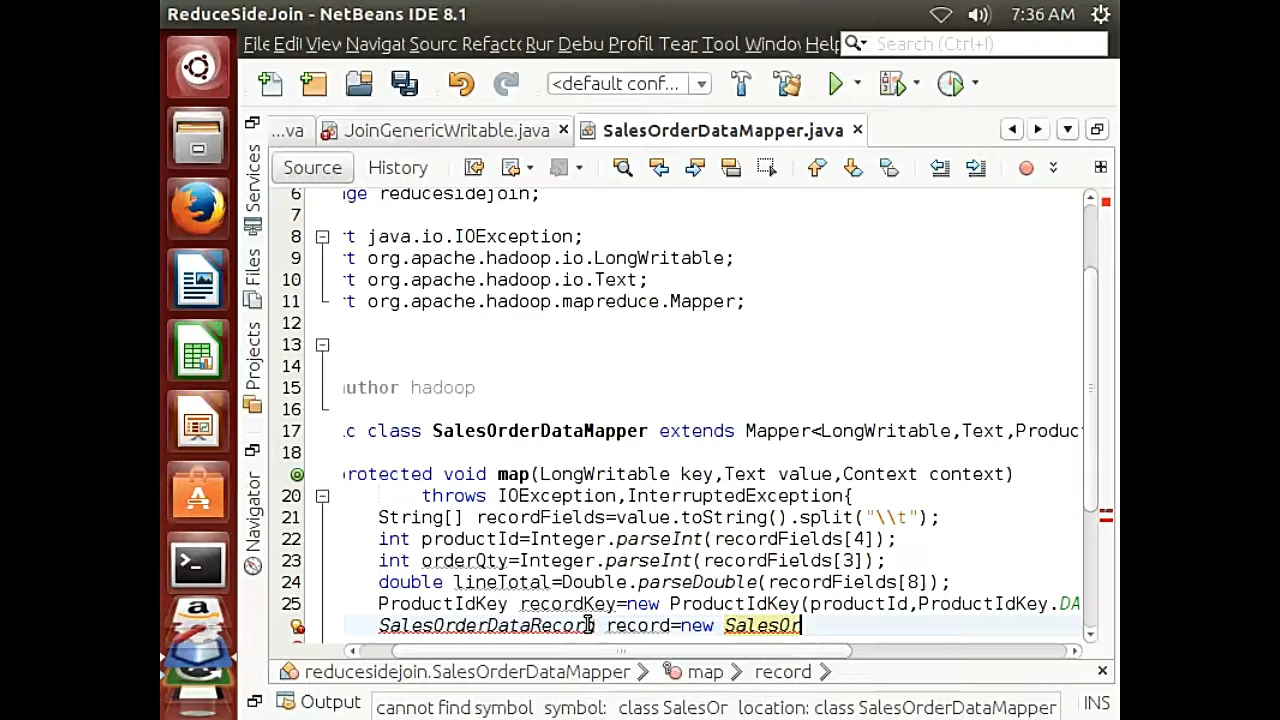 ReduceSideJoin - NetBeans IDE 8.1
7:36 AM
File Edi View Navigat Sourc Refacto Rur Debu Profil Tear Tool Windo Help
Search (Ctrl+I)
<default conf...
...va
JoinGenericWritable.java
SalesOrderDataMapper.java
Source
History
Services
Files
Projects
Navigator
6 ge reducesidejoin;
7
8 t java.io.IOException;
9 t org.apache.hadoop.io.LongWritable;
10 t org.apache.hadoop.io.Text;
11 t org.apache.hadoop.mapreduce.Mapper;
12
13
14
15 uthor hadoop
16
17 c class SalesOrderDataMapper extends Mapper<LongWritable,Text,Product
18
rotected void map(LongWritable key,Text value,Context context)
20 throws IOException,InterruptedException{
21 String[] recordFields=value.toString().split("\\t");
22 int productId=Integer.parseInt(recordFields[4]);
23 int orderQty=Integer.parseInt(recordFields[3]);
24 double lineTotal=Double.parseDouble(recordFields[8]);
25 ProductIdKey recordKey=new ProductIdKey(productId,ProductIdKey.DA
SalesOrderDataRecord record=new SalesOr
reducesidejoin.SalesOrderDataMapper
map
record
Output
cannot find symbol symbol: class SalesOr location: class SalesOrderDataMapper
INS